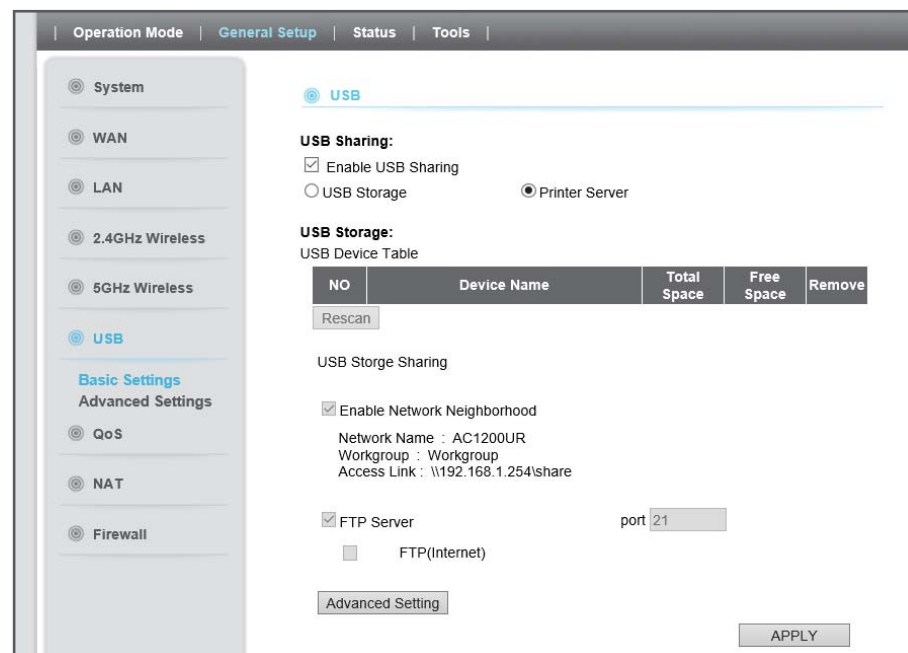 | Operation Mode | General Setup | Status | Tools |
System
WAN
LAN
2.4GHz Wireless
5GHz Wireless
USB
Basic Settings
Advanced Settings
QoS
NAT
Firewall
USB
USB Sharing:
Enable USB Sharing
USB Storage Printer Server
USB Storage:
USB Device Table
NO Device Name Total Space Free Space Remove
Rescan
USB Storge Sharing
Enable Network Neighborhood
Network Name : AC1200UR
Workgroup : Workgroup
Access Link : \\192.168.1.254\share
FTP Server port 21
FTP(Internet)
Advanced Setting
APPLY